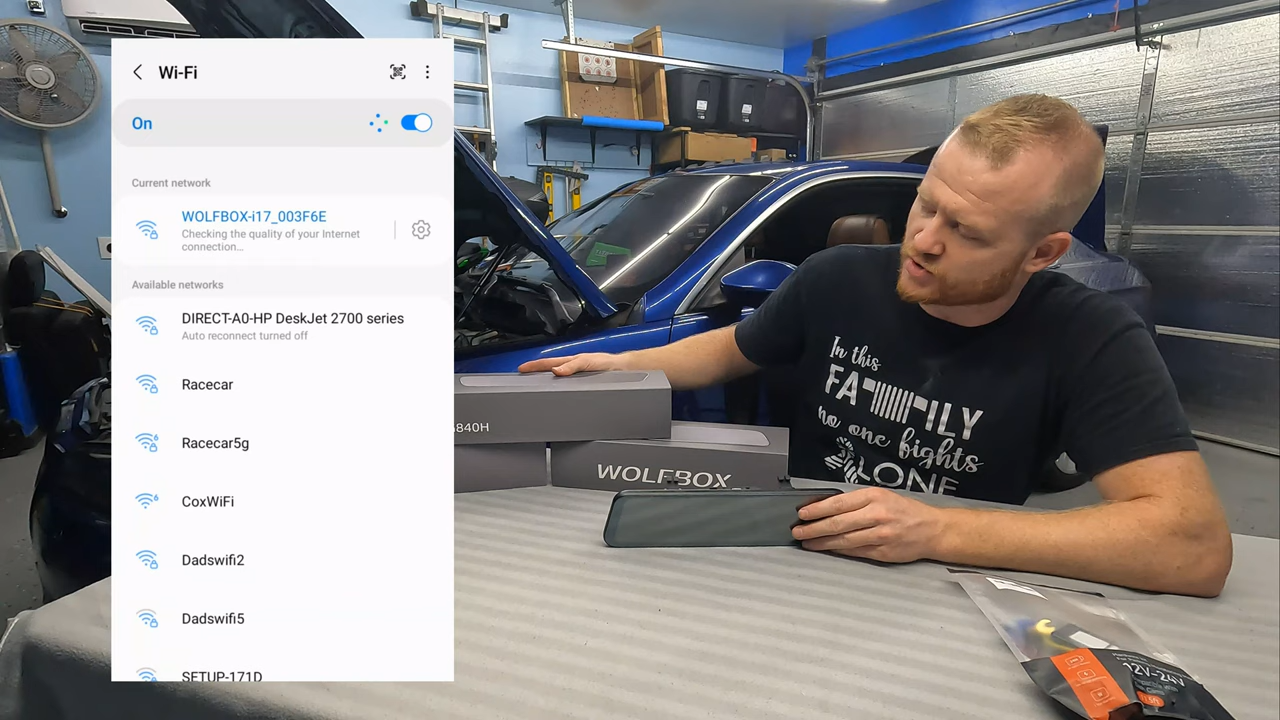 Wi-Fi
On
Current network
WOLFBOX-i17_003F6E
Checking the quality of your Internet
connection...
Available networks
DIRECT-A0-HP DeskJet 2700 series
Auto reconnect turned off
Racecar
Racecar5g
CoxWiFi
Dadswifi2
Dadswifi5
SETUP-171D
840H
WOLFBOX
In this
FAMILY
no one fights
ALONE
12V-24V